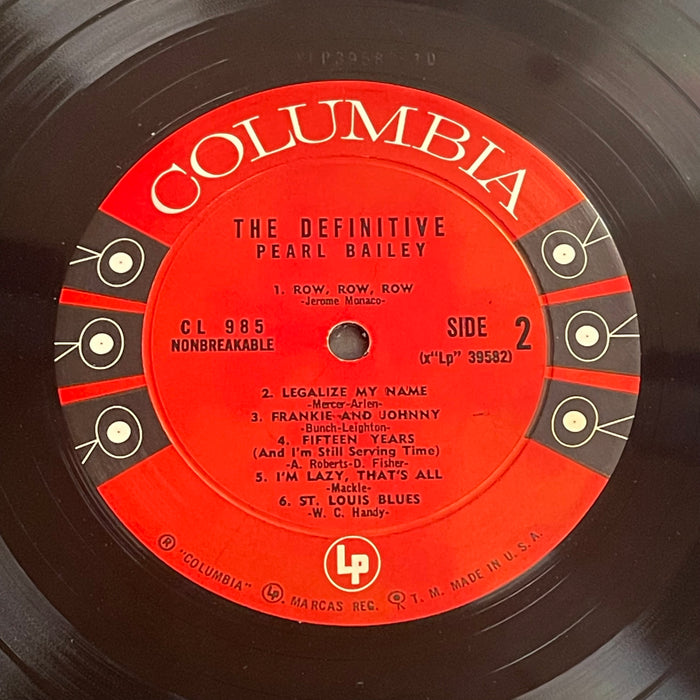 COLUMBIA
THE DEFINITIVE
PEARL BAILEY
1. ROW, ROW, ROW
-Jerome Monaco-
CL 985
NONBREAKABLE
SIDE 2
(x"Lp" 39582)
2. LEGALIZE MY NAME
-Mercer-Arlen-
3. FRANKIE AND JOHNNY
-Bunch-Leighton-
4. FIFTEEN YEARS
(And I'm Still Serving Time)
-A. Roberts-D. Fisher-
5. I'M LAZY, THAT'S ALL
-Mackle-
6. ST. LOUIS BLUES
-W. C. Handy-
Lp
® "COLUMBIA" Lp. MARCAS REG. T. M. MADE IN U. S. A.